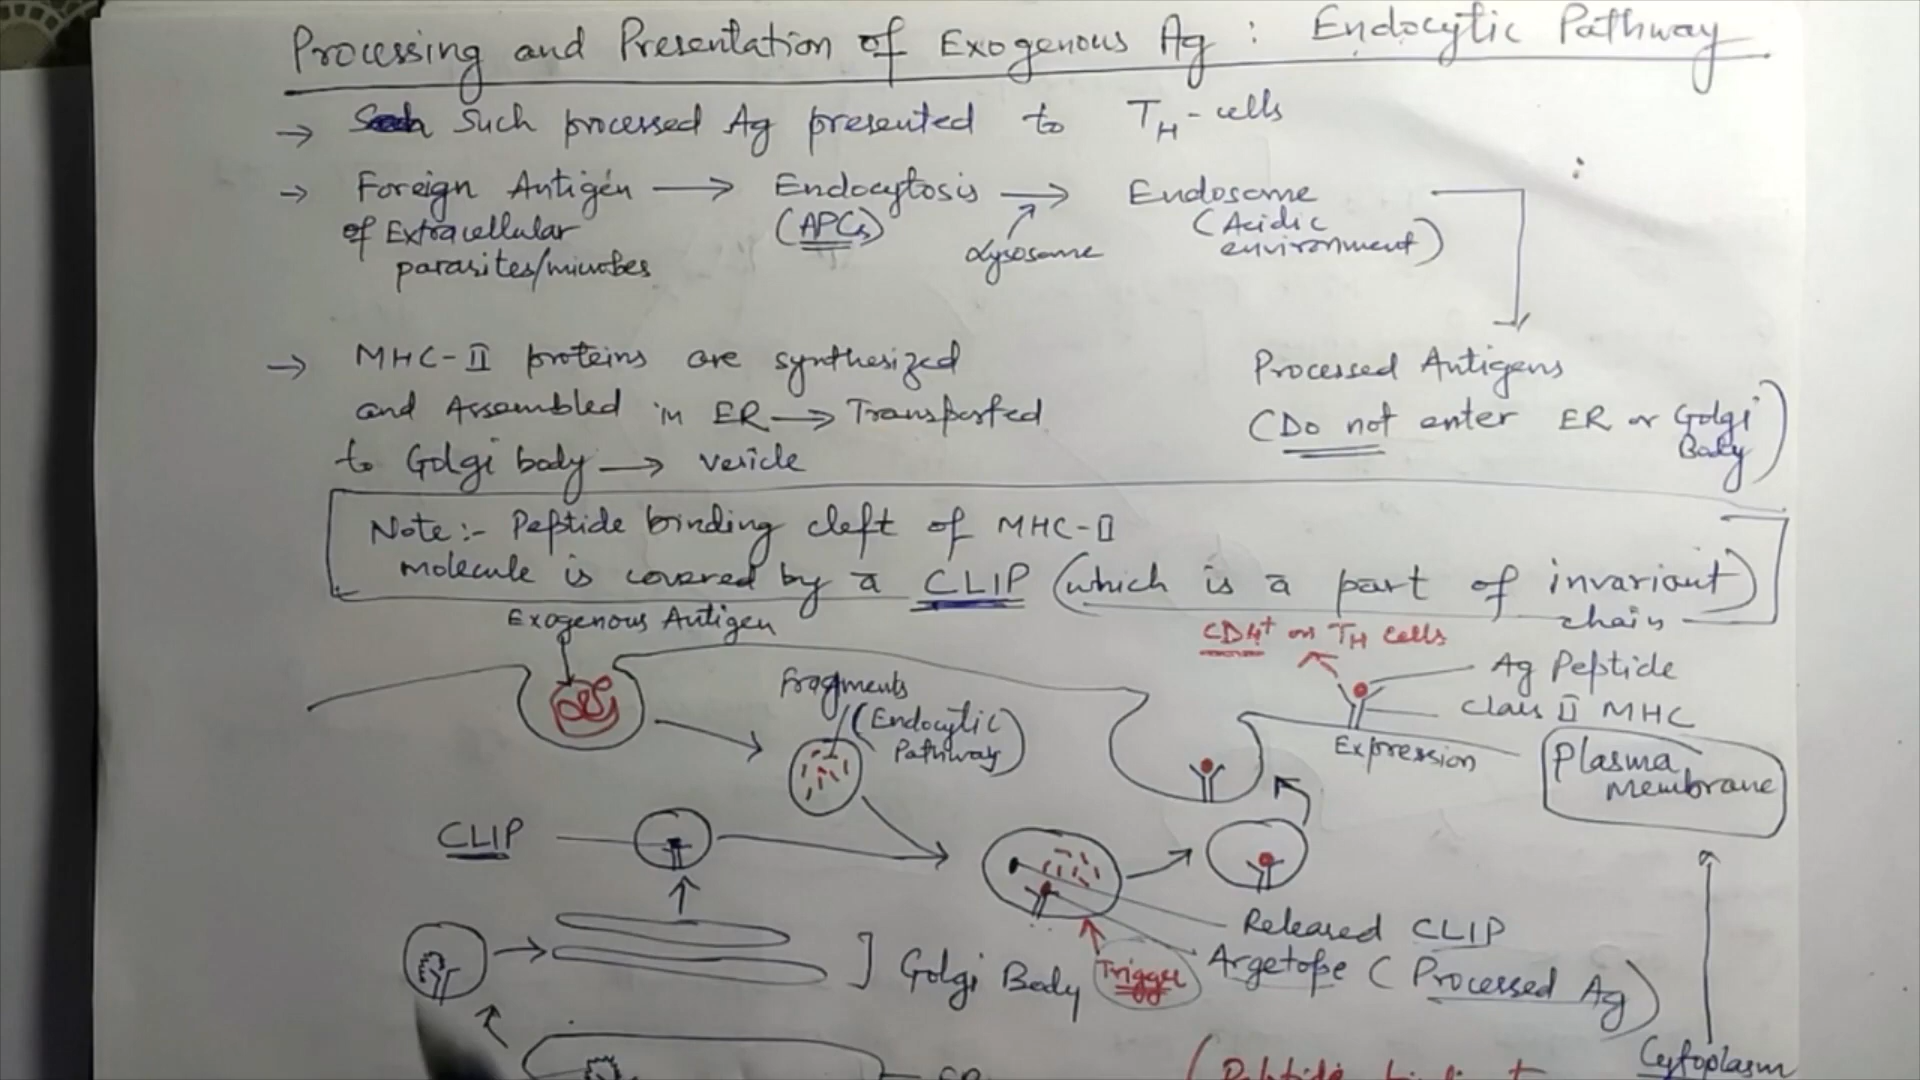 Processing and Presentation of Exogenous Ag : Endocytic Pathway
→ Such processed Ag presented to TH-cells
→ Foreign Antigen → Endocytosis → Endosome
of Extracellular parasites/microbes
(APCs)
Lysosome
(Acidic environment)
→ MHC-II proteins are synthesized
and Assembled in ER → Transported
to Golgi body → vesicle
Processed Antigens
(Do not enter ER or Golgi Body)
Note:- Peptide binding cleft of MHC-II
molecule is covered by a CLIP (which is a part of invariant)
chain
Exogenous Antigen
CD4+ on TH cells
Ag Peptide
Class II MHC
Fragments
(Endocytic Pathway)
Expression
Plasma Membrane
CLIP
Released CLIP
Argetope (Processed Ag)
Trigger
] Golgi Body
Cytoplasm